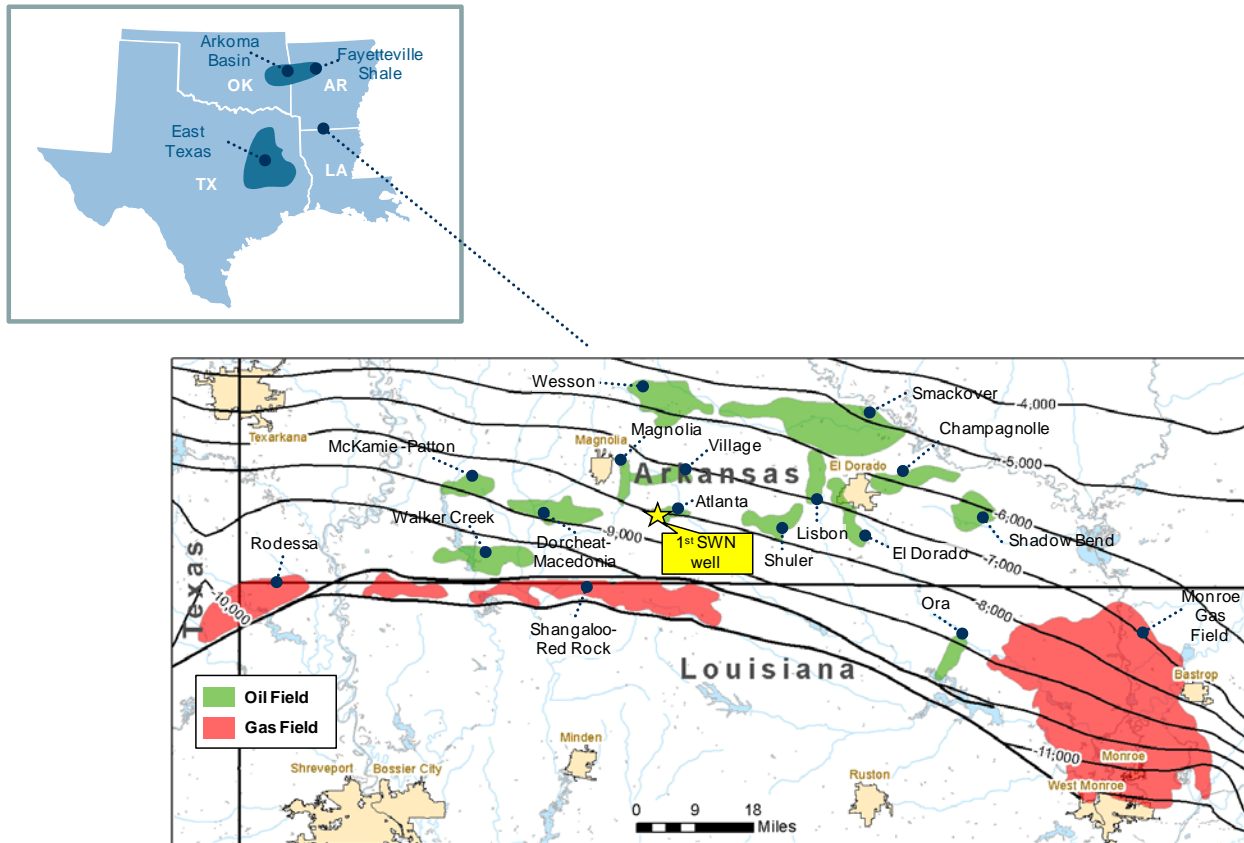 Arkoma
Basin
Fayetteville
Shale
OK
AR
East
Texas
TX
LA
Wesson
Smackover
-4,000
Texarkana
McKamie-Patton
Magnolia
Magnolia
Village
Champagnolle
-5,000
Arkansas
El Dorado
Walker Creek
Atlanta
-6,000
-9,000
1st SWN
well
Dorcheat-
Macedonia
Lisbon
Shuler
El Dorado
Shadow Bend
Rodessa
-7,000
Texas
-10,000
-8,000
Ora
Monroe
Gas
Field
Shangaloo-
Red Rock
Louisiana
Bastrop
Oil Field
Gas Field
Minden
-11,000
Monroe
Shreveport
Bossier City
Ruston
West Monroe
0 9 18
Miles